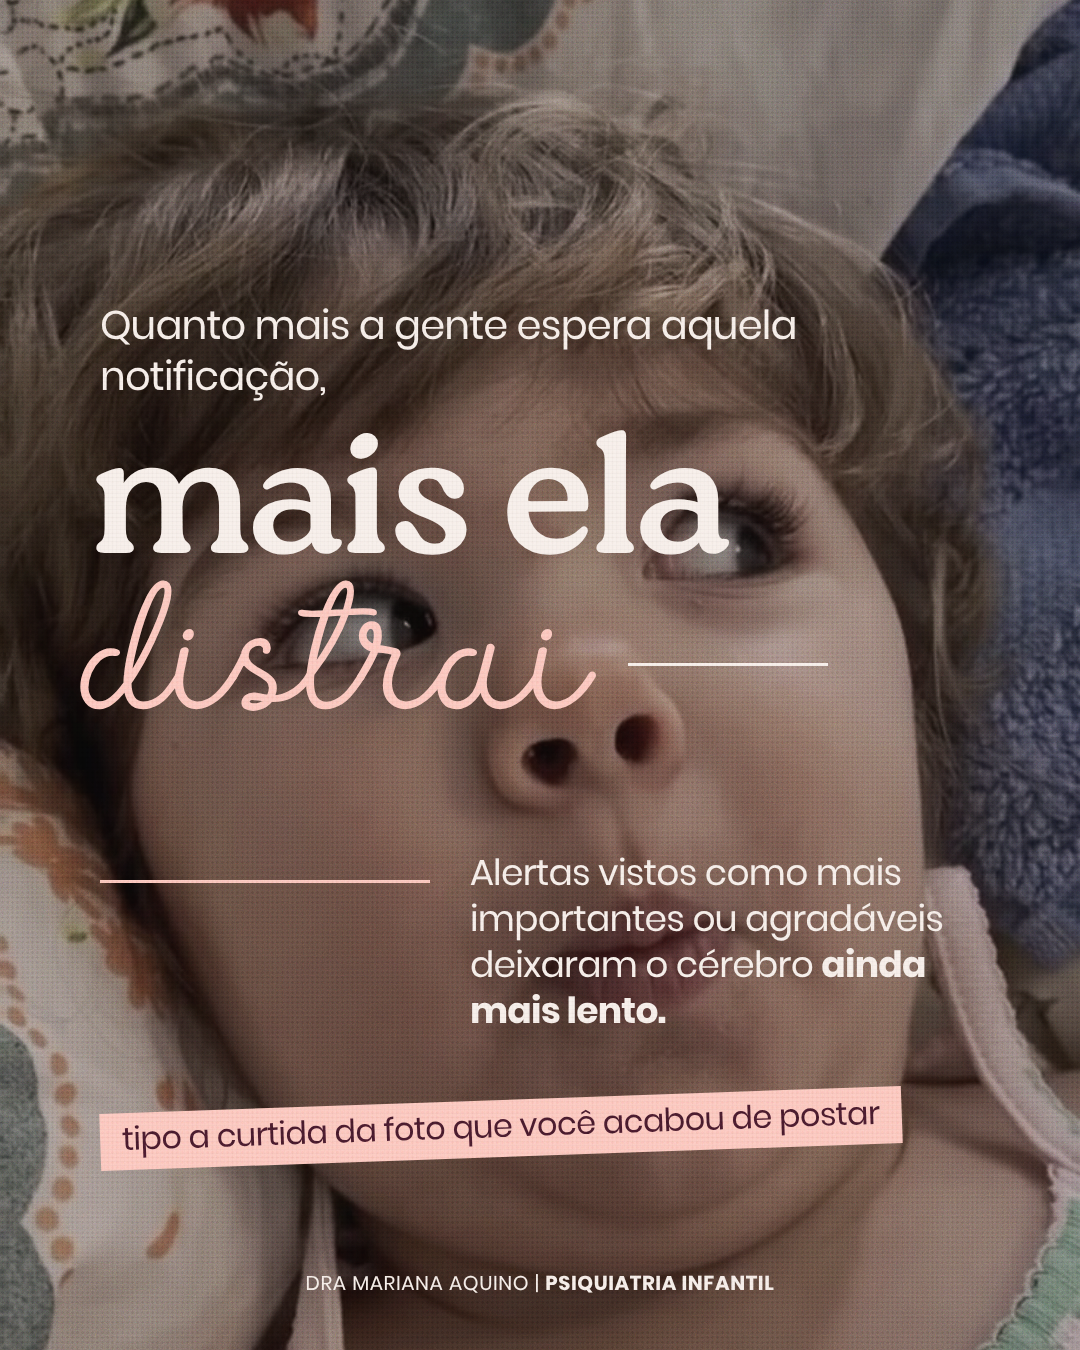 Quanto mais a gente espera aquela
notificação,
mais ela
distrai
Alertas vistos como mais
importantes ou agradáveis
deixaram o cérebro ainda
mais lento.
tipo a curtida da foto que você acabou de postar
DRA MARIANA AQUINO | PSIQUIATRIA INFANTIL